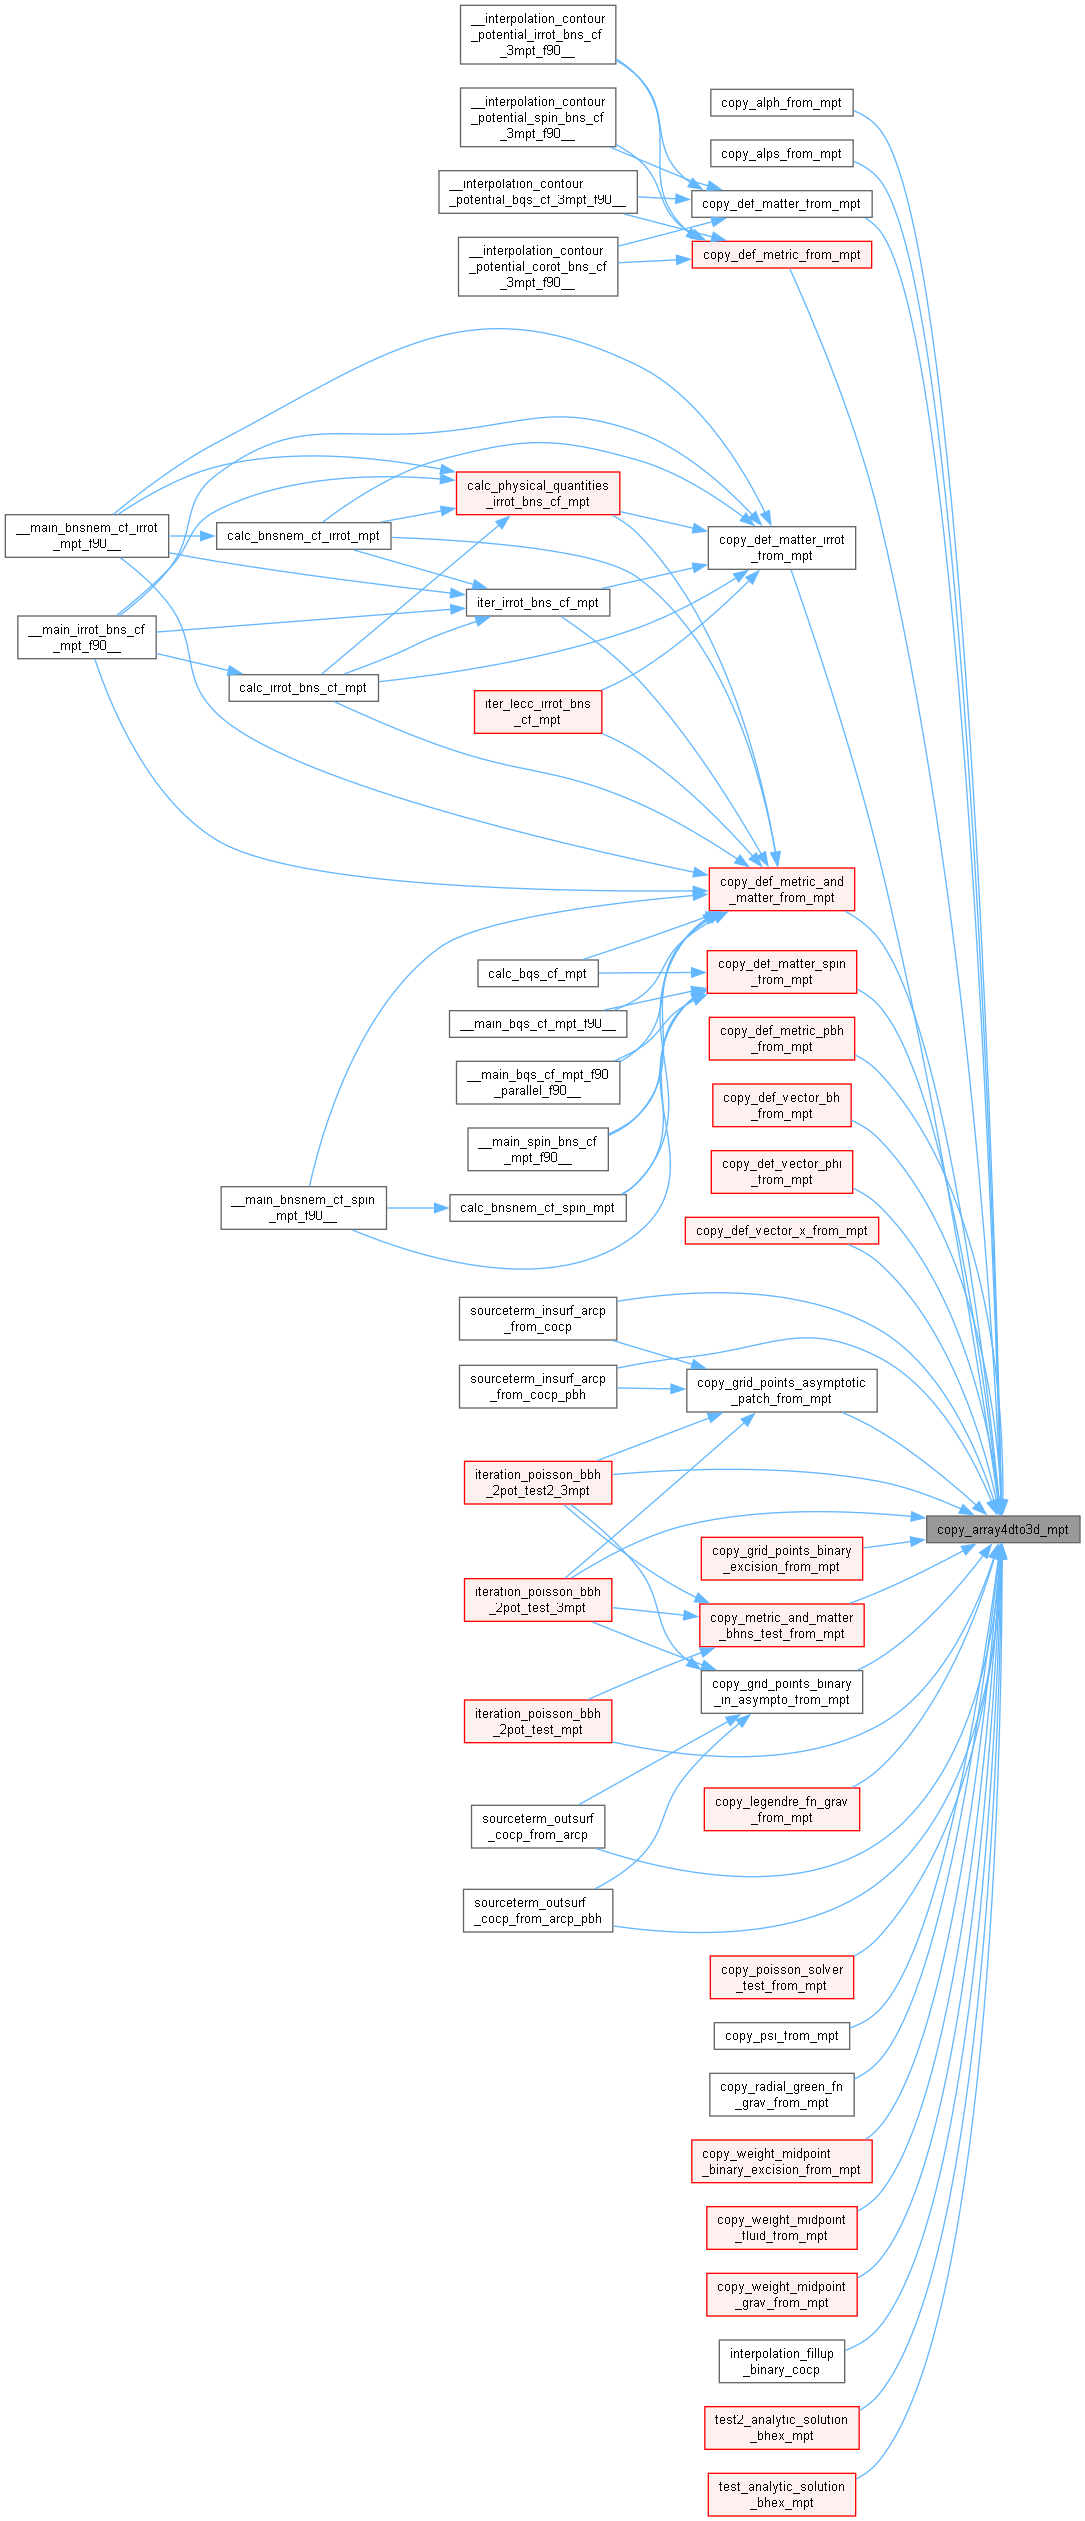 __interpolation_contour
_potential_irrot_bns_cf
_3mpt_f90__
copy_alph_from_mpt
__interpolation_contour
_potential_spin_bns_cf
_3mpt_f90__
copy_alps_from_mpt
__interpolation_contour
_potential_bqs_cf_3mpt_f90__
copy_def_matter_from_mpt
__interpolation_contour
_potential_corot_bns_cf
_3mpt_f90__
copy_def_metric_from_mpt
calc_physical_quantities
_irrot_bns_cf_mpt
__main_bnsnem_cf_irrot
_mpt_f90__
calc_bnsnem_cf_irrot_mpt
copy_def_matter_irrot
_from_mpt
iter_irrot_bns_cf_mpt
__main_irrot_bns_cf
_mpt_f90__
calc_irrot_bns_cf_mpt
iter_lecc_irrot_bns
_cf_mpt
copy_def_metric_and
_matter_from_mpt
calc_bqs_cf_mpt
copy_def_matter_spin
_from_mpt
__main_bqs_cf_mpt_f90__
copy_def_metric_pbh
_from_mpt
__main_bqs_cf_mpt_f90
_parallel_f90__
copy_def_vector_bh
_from_mpt
__main_spin_bns_cf
_mpt_f90__
copy_def_vector_phi
_from_mpt
__main_bnsnem_cf_spin
_mpt_f90__
calc_bnsnem_cf_spin_mpt
copy_def_vector_x_from_mpt
sourceterm_insurf_arcp
_from_cocp
sourceterm_insurf_arcp
_from_cocp_pbh
copy_grid_points_asymptotic
_patch_from_mpt
iteration_poisson_bbh
_2pot_test2_3mpt
copy_array4dto3d_mpt
copy_grid_points_binary
_excision_from_mpt
iteration_poisson_bbh
_2pot_test_3mpt
copy_metric_and_matter
_bhns_test_from_mpt
copy_grid_points_binary
_in_asympto_from_mpt
iteration_poisson_bbh
_2pot_test_mpt
copy_legendre_fn_grav
_from_mpt
sourceterm_outsurf
_cocp_from_arcp
sourceterm_outsurf
_cocp_from_arcp_pbh
copy_poisson_solver
_test_from_mpt
copy_psi_from_mpt
copy_radial_green_fn
_grav_from_mpt
copy_weight_midpoint
_binary_excision_from_mpt
copy_weight_midpoint
_fluid_from_mpt
copy_weight_midpoint
_grav_from_mpt
interpolation_fillup
_binary_cocp
test2_analytic_solution
_bhex_mpt
test_analytic_solution
_bhex_mpt